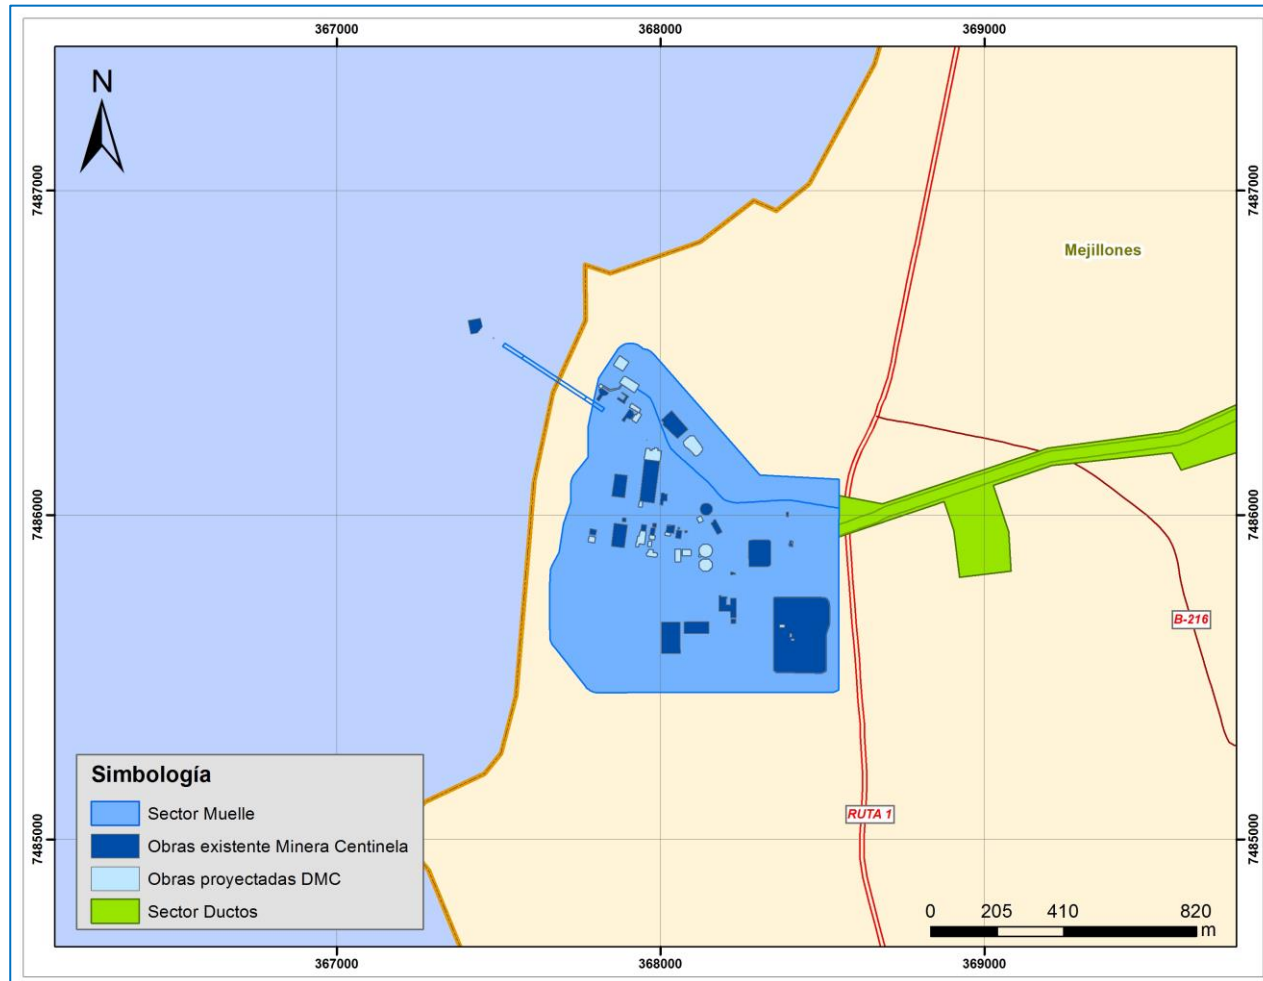 367000 368000 369000
N
7487000 7487000
Mejillones
7486000 7486000
B-216
RUTA 1
7485000 7485000
Simbología
Sector Muelle
Obras existente Minera Centinela
Obras proyectadas DMC
Sector Ductos
0 205 410 820
m
367000 368000 369000